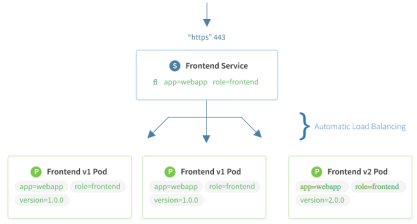 "https" 443
S Frontend Service
app=webapp role=frontend
Automatic Load Balancing
P Frontend v1 Pod
app=webapp role=frontend
version=1.0.0
P Frontend v1 Pod
app=webapp role=frontend
version=1.0.0
P Frontend v2 Pod
app=webapp role=frontend
version=2.0.0